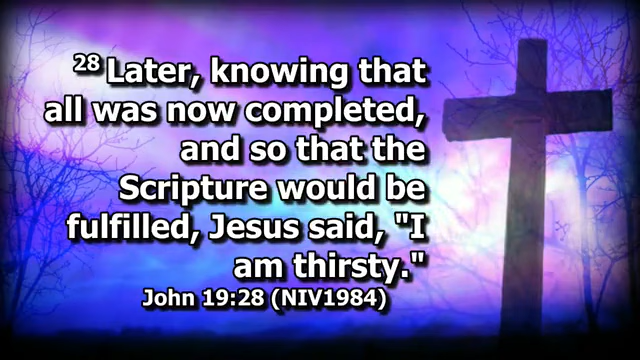 28 Later, knowing that
all was now completed,
and so that the
Scripture would be
fulfilled, Jesus said, "I
am thirsty."
John 19:28 (NIV1984)